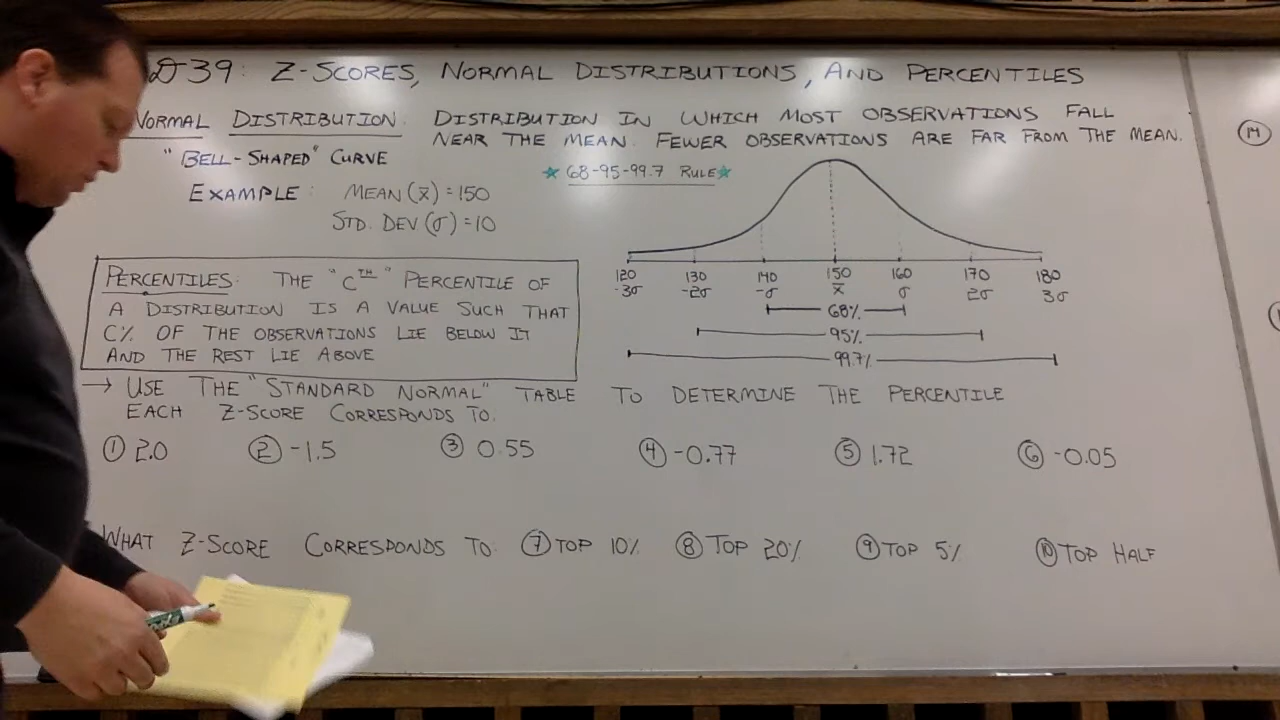 D39: Z-SCORES, NORMAL DISTRIBUTIONS, AND PERCENTILES
NORMAL DISTRIBUTION: DISTRIBUTION IN WHICH MOST OBSERVATIONS FALL
NEAR THE MEAN. FEWER OBSERVATIONS ARE FAR FROM THE MEAN.
"BELL-SHAPED" CURVE
★ 68-95-99.7 RULE ★
EXAMPLE: MEAN (x̄) = 150
STD. DEV (σ) = 10
120 130 140 150 160 170 180
-3σ -2σ -σ x̄ σ 2σ 3σ
68%
95%
99.7%
PERCENTILES: THE "C^TH" PERCENTILE OF
A DISTRIBUTION IS A VALUE SUCH THAT
C% OF THE OBSERVATIONS LIE BELOW IT
AND THE REST LIE ABOVE
→ USE THE "STANDARD NORMAL" TABLE TO DETERMINE THE PERCENTILE
EACH Z-SCORE CORRESPONDS TO.
① 2.0 ② -1.5 ③ 0.55 ④ -0.77 ⑤ 1.72 ⑥ -0.05
WHAT Z-SCORE CORRESPONDS TO: ⑦ TOP 10% ⑧ TOP 20% ⑨ TOP 5% ⑩ TOP HALF